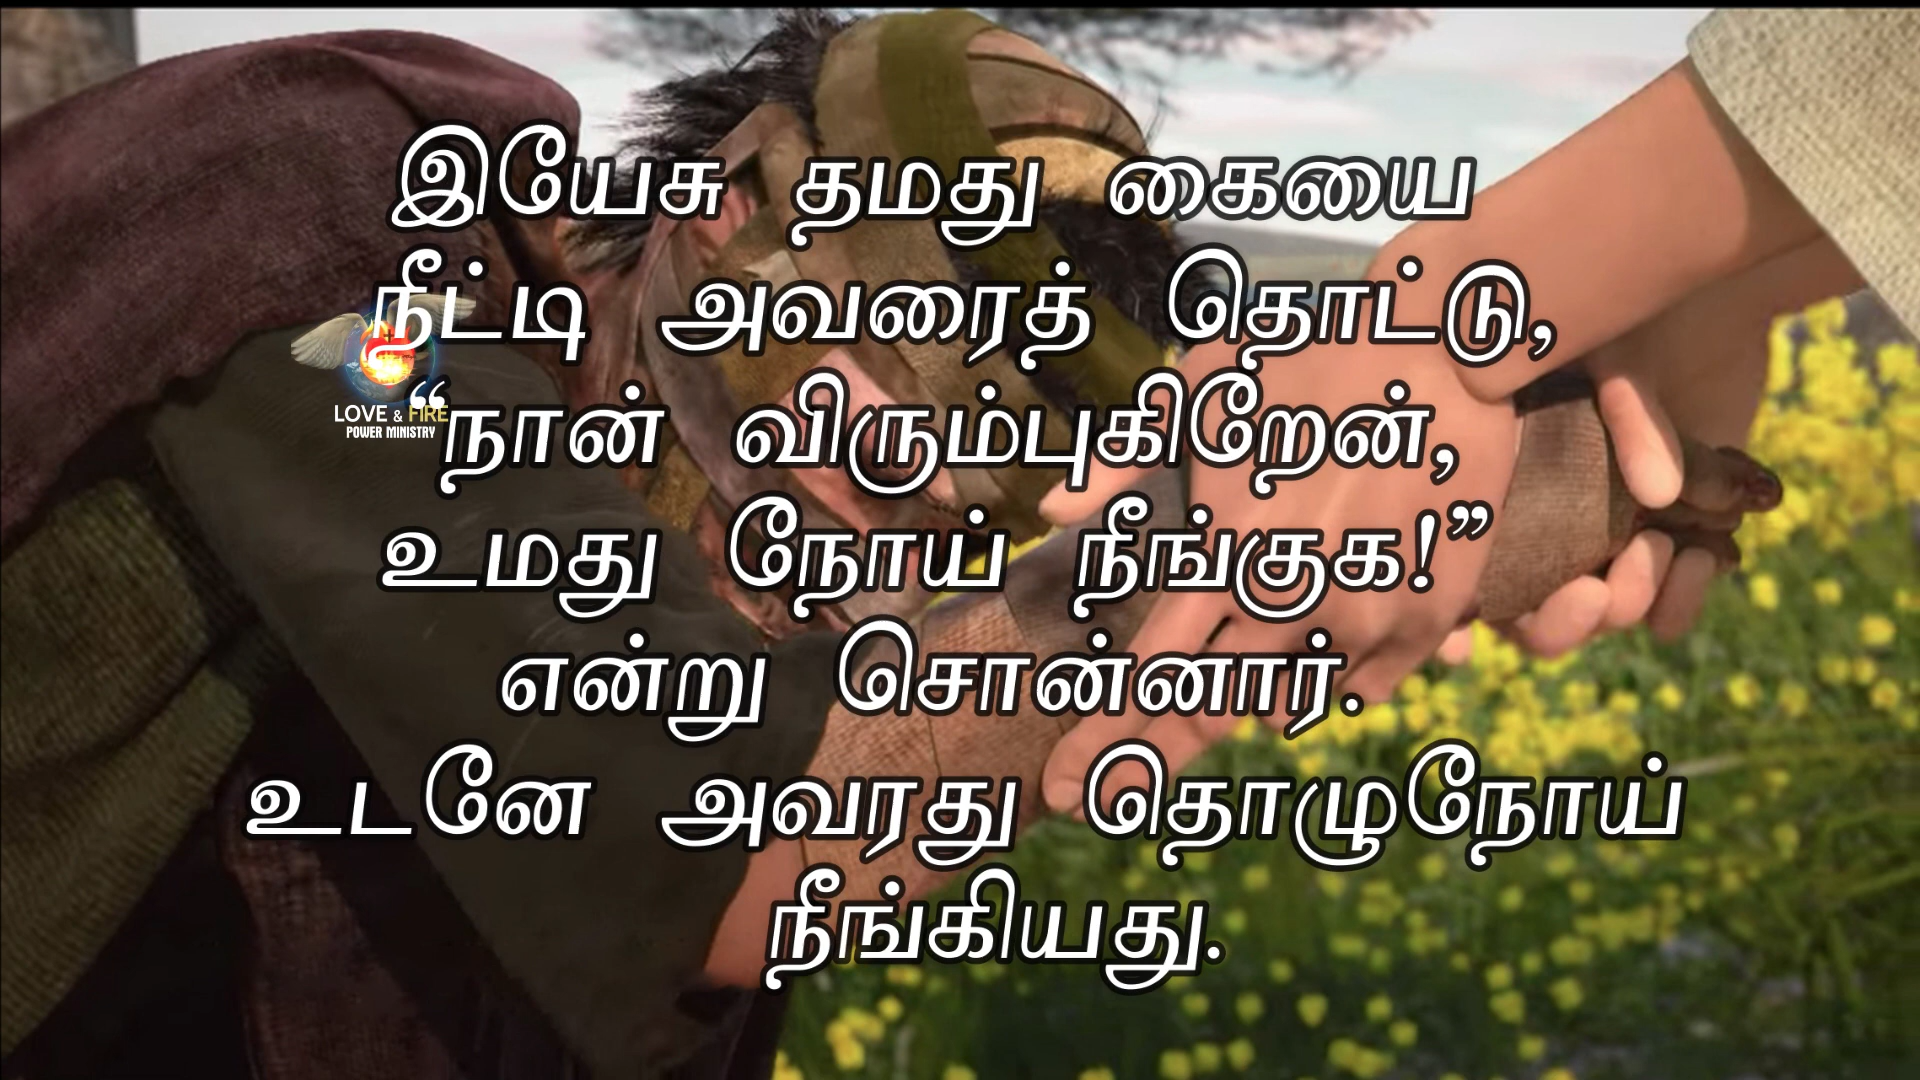 இயேசு தமது கையை
நீட்டி அவரைத் தொட்டு,
“நான் விரும்புகிறேன்,
உமது நோய் நீங்குக!”
என்று சொன்னார்.
உடனே அவரது தொழுநோய்
நீங்கியது.
LOVE & FIRE
POWER MINISTRY